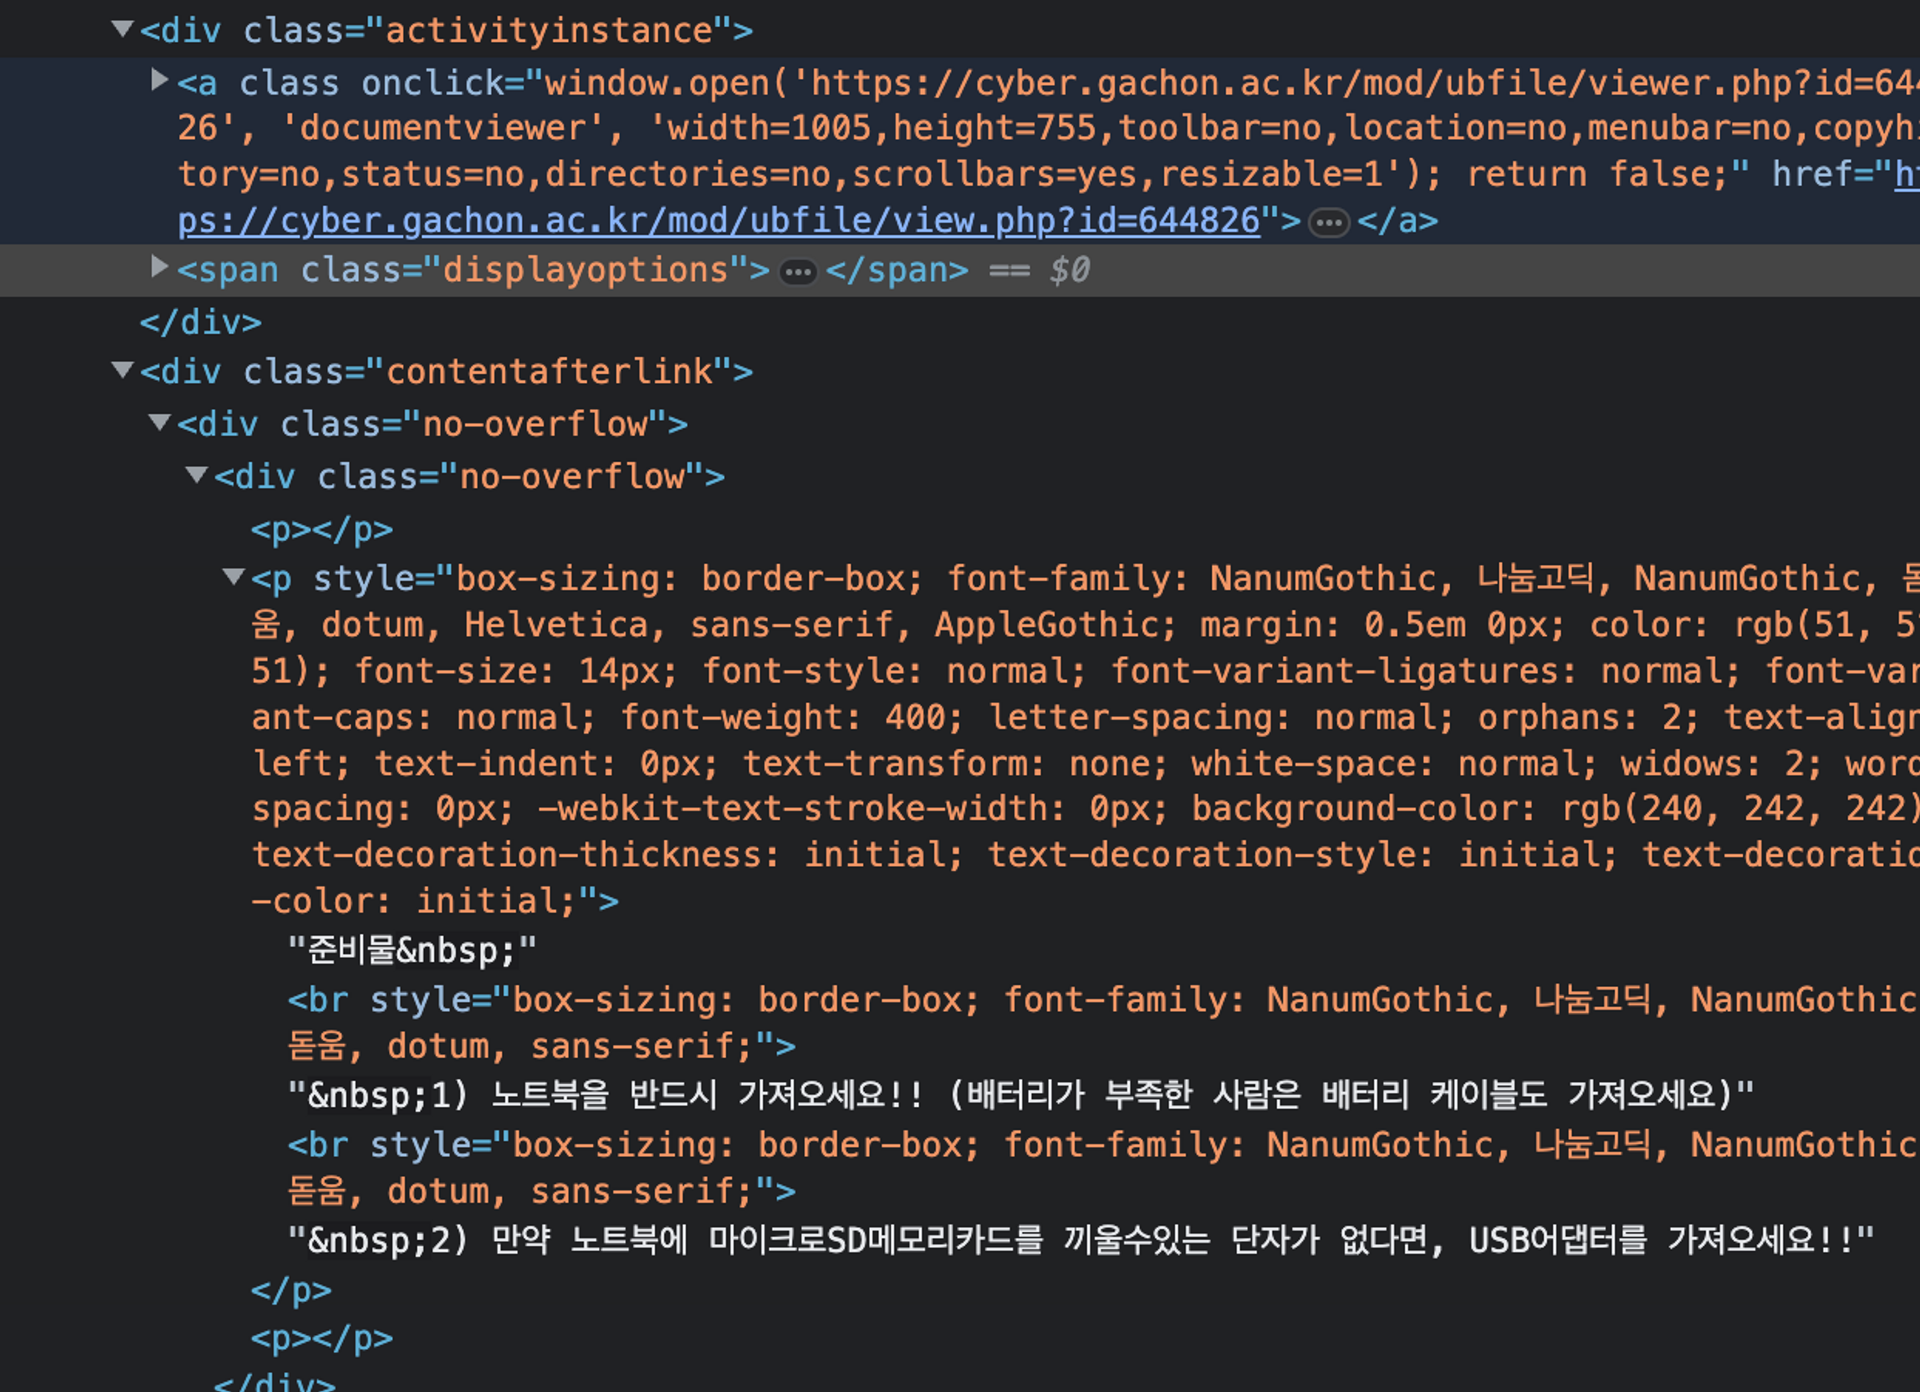 <div class="activityinstance">
<a class onclick="window.open('https://cyber.gachon.ac.kr/mod/ubfile/viewer.php?id=644
26', 'documentviewer', 'width=1005,height=755,toolbar=no,location=no,menubar=no,copyhi
tory=no,status=no,directories=no,scrollbars=yes,resizable=1'); return false;" href="ht
ps://cyber.gachon.ac.kr/mod/ubfile/view.php?id=644826">…</a>
<span class="displayoptions">…</span> == $0
</div>
<div class="contentafterlink">
<div class="no-overflow">
<div class="no-overflow">
<p></p>
<p style="box-sizing: border-box; font-family: NanumGothic, 나눔고딕, NanumGothic, 돋
움, dotum, Helvetica, sans-serif, AppleGothic; margin: 0.5em 0px; color: rgb(51, 5
51); font-size: 14px; font-style: normal; font-variant-ligatures: normal; font-var
ant-caps: normal; font-weight: 400; letter-spacing: normal; orphans: 2; text-align
left; text-indent: 0px; text-transform: none; white-space: normal; widows: 2; word
spacing: 0px; -webkit-text-stroke-width: 0px; background-color: rgb(240, 242, 242)
text-decoration-thickness: initial; text-decoration-style: initial; text-decoratio
-color: initial;">
"준비물&nbsp;"
<br style="box-sizing: border-box; font-family: NanumGothic, 나눔고딕, NanumGothic
돋움, dotum, sans-serif;">
"&nbsp;1) 노트북을 반드시 가져오세요!! (배터리가 부족한 사람은 배터리 케이블도 가져오세요)"
<br style="box-sizing: border-box; font-family: NanumGothic, 나눔고딕, NanumGothic
돋움, dotum, sans-serif;">
"&nbsp;2) 만약 노트북에 마이크로SD메모리카드를 끼울수있는 단자가 없다면, USB어댑터를 가져오세요!!"
</p>
<p></p>
</div>